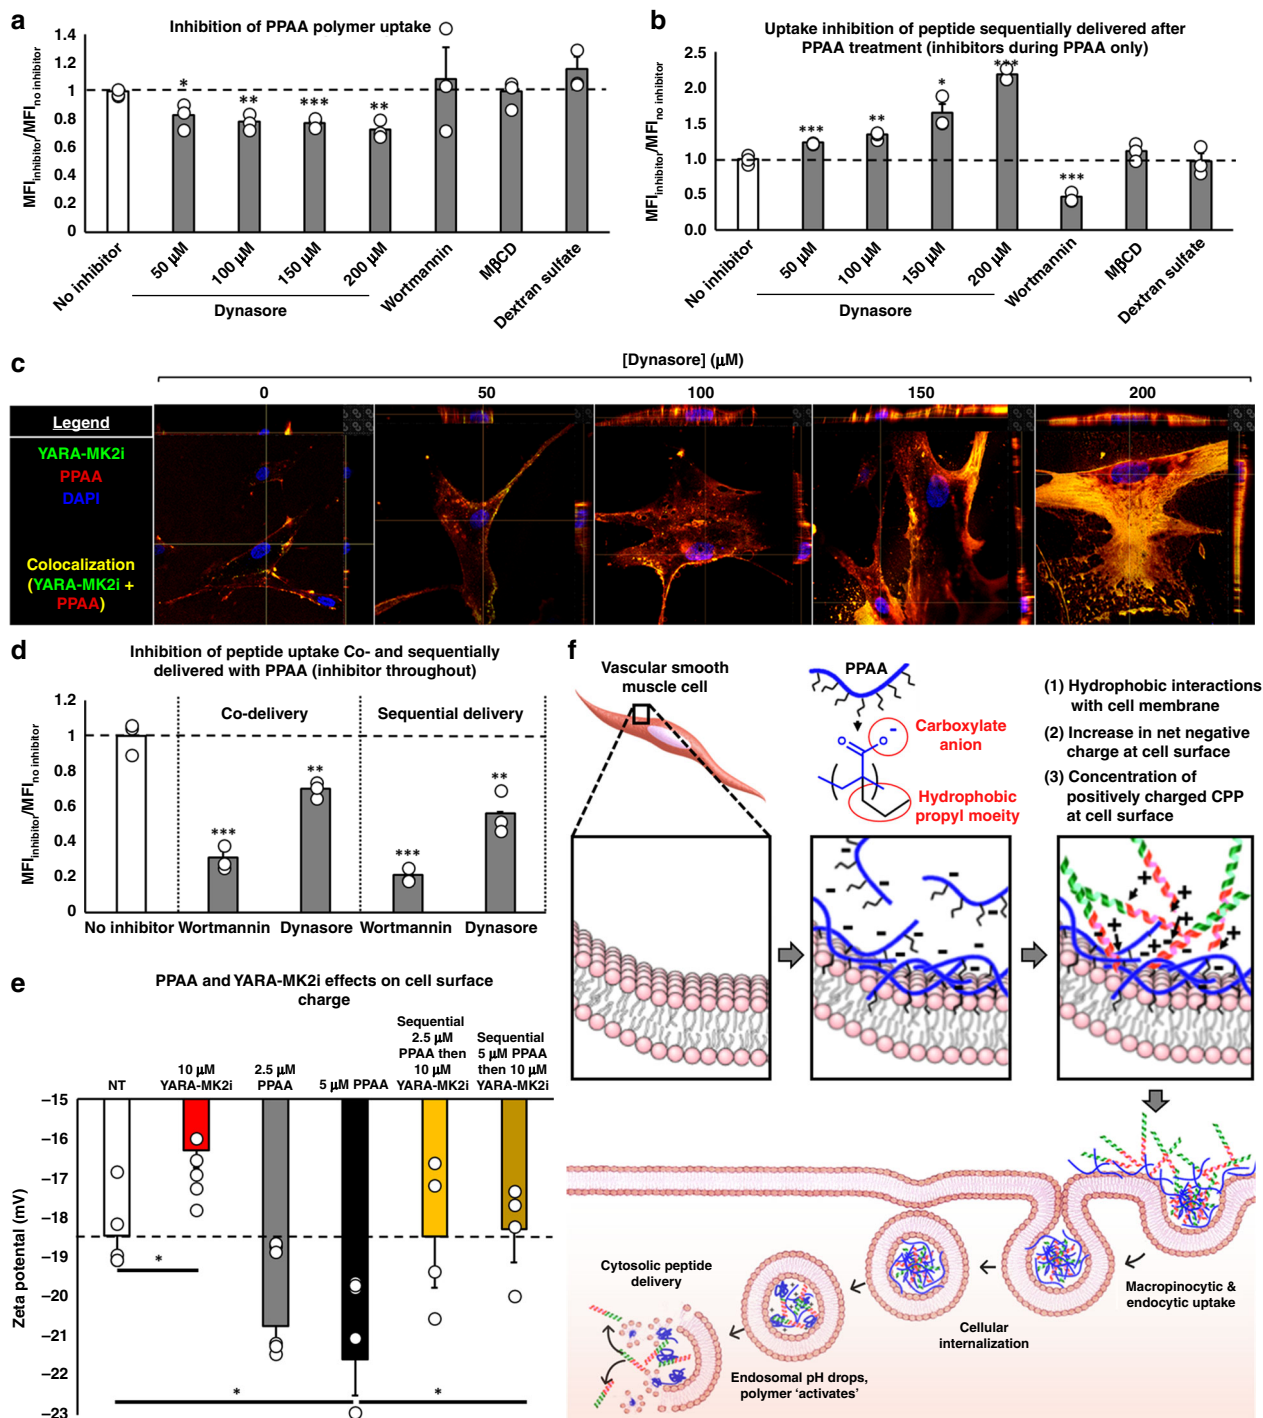 a
Inhibition of PPAA polymer uptake
MFIinhibitor/MFIno inhibitor
1.4
1.2
1
0.8
0.6
0.4
0.2
0
*
**
***
**
No inhibitor
50 µM
100 µM
150 µM
200 µM
Wortmannin
MβCD
Dextran sulfate
Dynasore
b
Uptake inhibition of peptide sequentially delivered after
PPAA treatment (inhibitors during PPAA only)
MFIinhibitor/MFIno inhibitor
2.5
2.0
1.5
1.0
0.5
0.0
***
**
*
***
***
No inhibitor
50 µM
100 µM
150 µM
200 µM
Wortmannin
MβCD
Dextran sulfate
Dynasore
c
[Dynasore] (µM)
0
50
100
150
200
Legend
YARA-MK2i
PPAA
DAPI
Colocalization
(YARA-MK2i +
PPAA)
d
Inhibition of peptide uptake Co- and sequentially
delivered with PPAA (inhibitor throughout)
MFIinhibitor/MFIno inhibitor
1.2
1
0.8
0.6
0.4
0.2
0
Co-delivery
Sequential delivery
***
**
***
**
No inhibitor
Wortmannin
Dynasore
Wortmannin
Dynasore
e
PPAA and YARA-MK2i effects on cell surface
charge
NT
10 µM
YARA-MK2i
2.5 µM
PPAA
5 µM PPAA
Sequential
2.5 µM
PPAA then
10 µM
YARA-MK2i
Sequential
5 µM PPAA
then 10 µM
YARA-MK2i
Zeta potential (mV)
−15
−16
−17
−18
−19
−20
−21
−22
−23
*
*
*
f
Vascular smooth
muscle cell
PPAA
O
O
−
Carboxylate
anion
Hydrophobic
propyl moeity
(1) Hydrophobic interactions
with cell membrane
(2) Increase in net negative
charge at cell surface
(3) Concentration of
positively charged CPP
at cell surface
Macropinocytic &
endocytic uptake
Cellular
internalization
Endosomal pH drops,
polymer ‘activates’
Cytosolic peptide
delivery